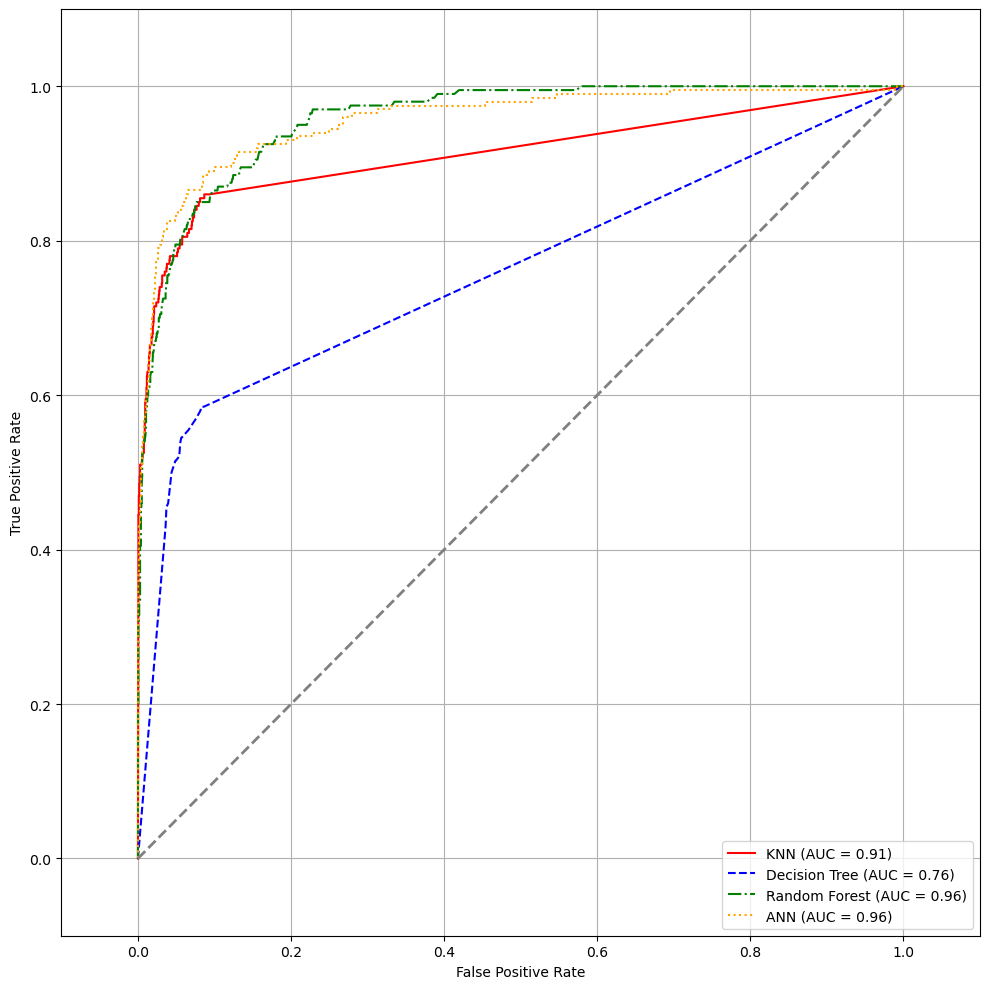 1.0
0.8
0.6
0.4
0.2
0.0
True Positive Rate
KNN (AUC = 0.91)
Decision Tree (AUC = 0.76)
Random Forest (AUC = 0.96)
ANN (AUC = 0.96)
0.0 0.2 0.4 0.6 0.8 1.0
False Positive Rate